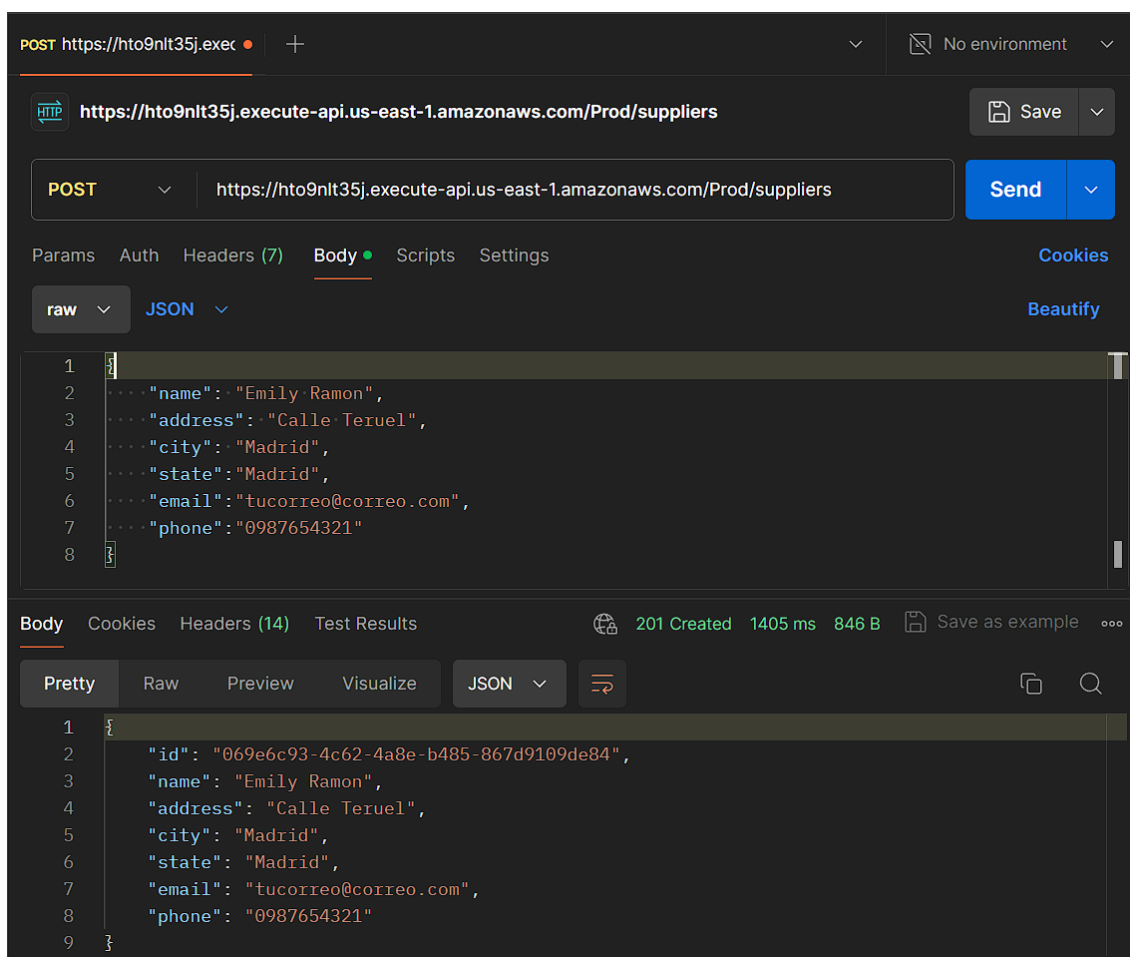 POST https://hto9nlt35j.exec
No environment
HTTP https://hto9nlt35j.execute-api.us-east-1.amazonaws.com/Prod/suppliers
Save
POST https://hto9nlt35j.execute-api.us-east-1.amazonaws.com/Prod/suppliers
Send
Params Auth Headers (7) Body Scripts Settings Cookies
raw JSON Beautify
1 {
2 "name": "Emily Ramon",
3 "address": "Calle Teruel",
4 "city": "Madrid",
5 "state":"Madrid",
6 "email":"tucorreo@correo.com",
7 "phone":"0987654321"
8 }
Body Cookies Headers (14) Test Results 201 Created 1405 ms 846 B Save as example
Pretty Raw Preview Visualize JSON
1 {
2 "id": "069e6c93-4c62-4a8e-b485-867d9109de84",
3 "name": "Emily Ramon",
4 "address": "Calle Teruel",
5 "city": "Madrid",
6 "state": "Madrid",
7 "email": "tucorreo@correo.com",
8 "phone": "0987654321"
9 }